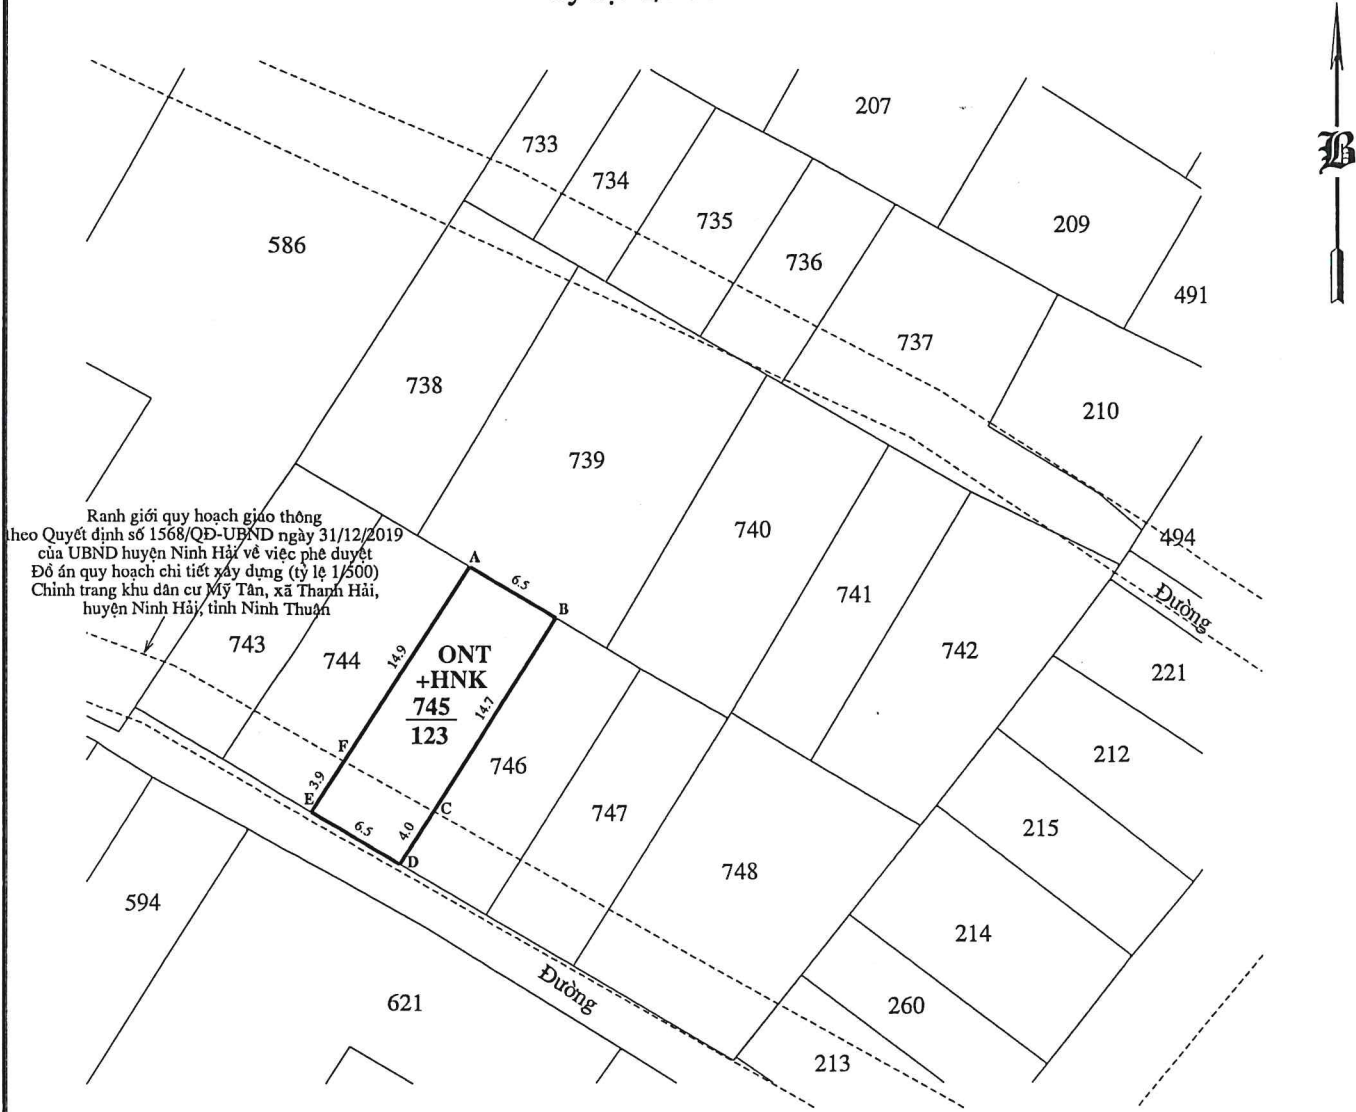 207
733
734
B
735
209
586
736
491
737
738
210
739
Ranh giới quy hoạch giao thông
theo Quyết định số 1568/QĐ-UBND ngày 31/12/2019
của UBND huyện Ninh Hải về việc phê duyệt
Đồ án quy hoạch chi tiết xây dựng (tỷ lệ 1/500)
Chỉnh trang khu dân cư Mỹ Tân, xã Thanh Hải,
huyện Ninh Hải, tỉnh Ninh Thuận
740
494
A
6.5
B
741
Đường
743
744
14.9
ONT
+HNK
745
123
14.7
742
221
F
746
212
3.9
E
C
6.5
4.0
D
747
215
748
594
214
Đường
621
260
213